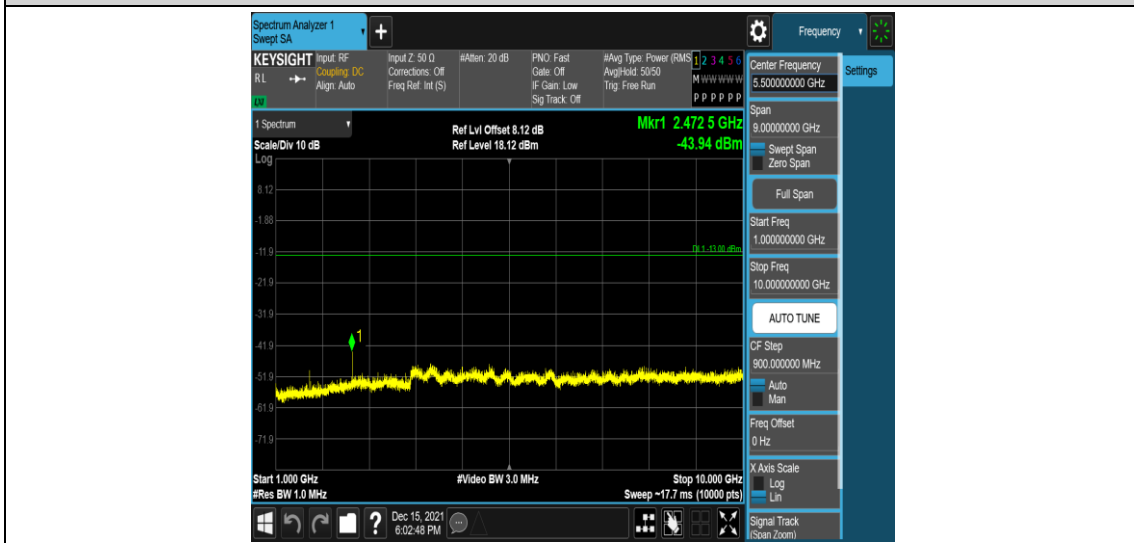 Spectrum Analyzer 1
Swept SA
+
Frequency
KEYSIGHT
RL
LXI
Input: RF
Coupling: DC
Align: Auto
Input Z: 50 Ω
Corrections: Off
Freq Ref: Int (S)
#Atten: 20 dB
PNO: Fast
Gate: Off
IF Gain: Low
Sig Track: Off
#Avg Type: Power (RMS
Avg|Hold: 50/50
Trig: Free Run
1 2 3 4 5 6
M W W W W W
P P P P P P
Center Frequency
5.500000000 GHz
Settings
1 Spectrum
Scale/Div 10 dB
Ref Lvl Offset 8.12 dB
Ref Level 18.12 dBm
Mkr1 2.472 5 GHz
-43.94 dBm
Log
8.12
-1.88
-11.9
-21.9
-31.9
-41.9
-51.9
-61.9
-71.9
DL1 -13.00 dBm
1
Start 1.000 GHz
#Res BW 1.0 MHz
#Video BW 3.0 MHz
Stop 10.000 GHz
Sweep ~17.7 ms (10000 pts)
Span
9.00000000 GHz
Swept Span
Zero Span
Full Span
Start Freq
1.000000000 GHz
Stop Freq
10.000000000 GHz
AUTO TUNE
CF Step
900.000000 MHz
Auto
Man
Freq Offset
0 Hz
X Axis Scale
Log
Lin
Signal Track
(Span Zoom)
?
Dec 15, 2021
6:02:48 PM